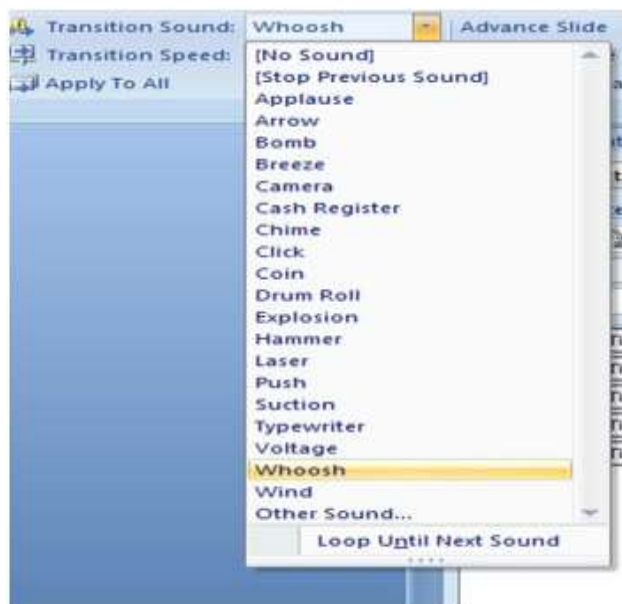 Transition Sound: Whoosh Advance Slide
Transition Speed:
Apply To All
[No Sound]
[Stop Previous Sound]
Applause
Arrow
Bomb
Breeze
Camera
Cash Register
Chime
Click
Coin
Drum Roll
Explosion
Hammer
Laser
Push
Suction
Typewriter
Voltage
Whoosh
Wind
Other Sound...
Loop Until Next Sound